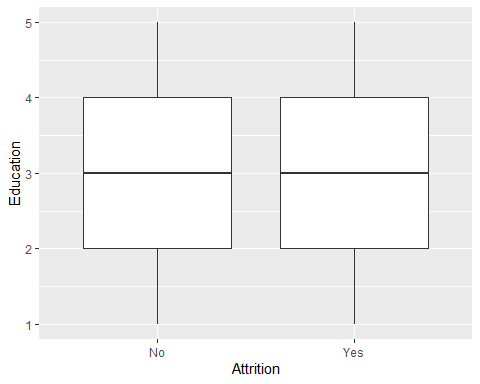 5
4
3
2
1
Education
No
Yes
Attrition